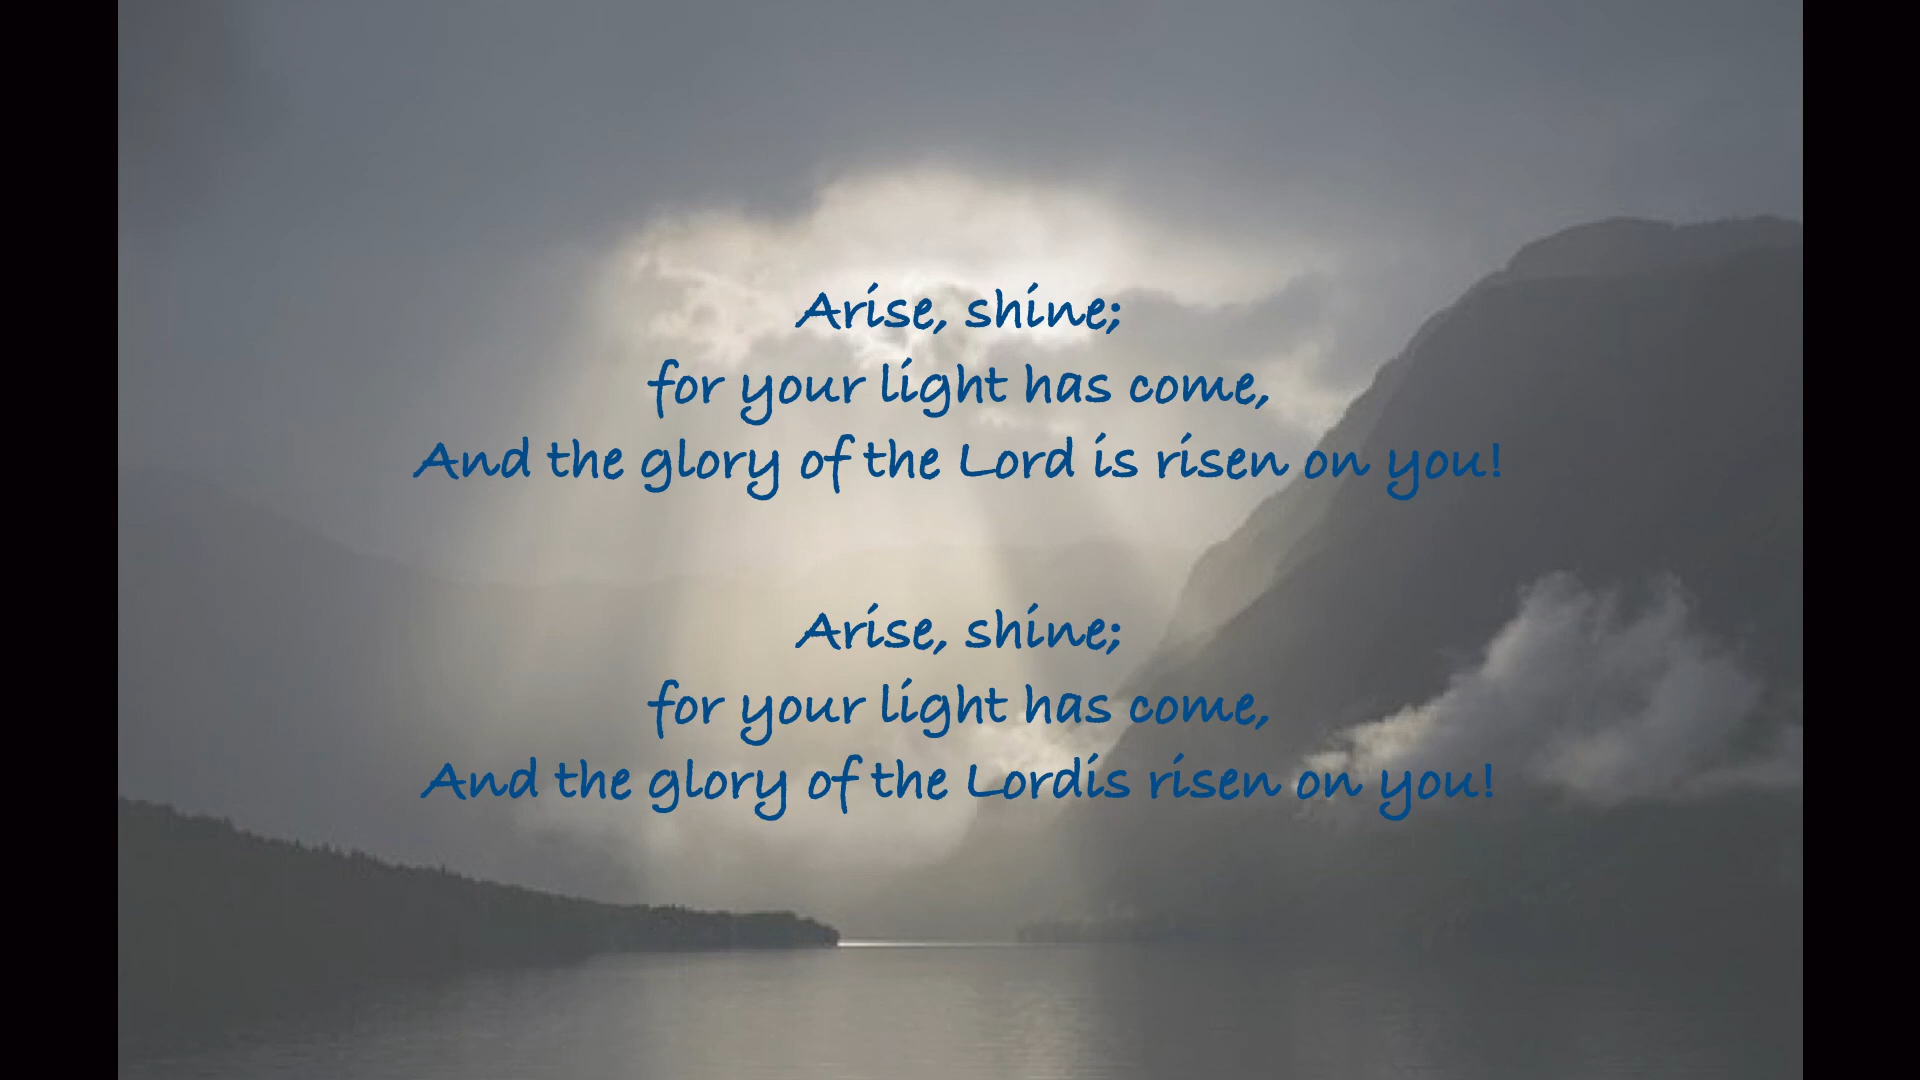 Arise, shine;
for your light has come,
And the glory of the Lord is risen on you!
Arise, shine;
for your light has come,
And the glory of the Lordis risen on you!